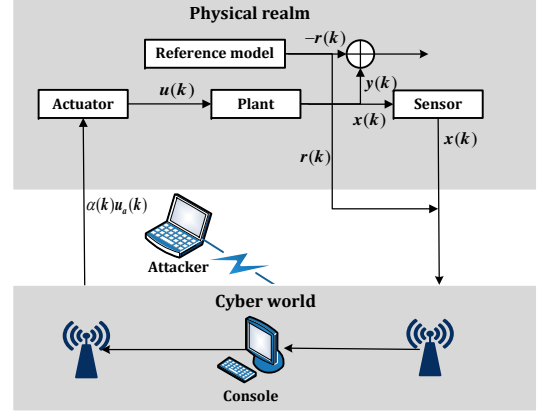 Physical realm
Reference model
−r(k)
Actuator
u(k)
Plant
y(k)
x(k)
Sensor
x(k)
r(k)
α(k)uₐ(k)
Attacker
Cyber world
Console